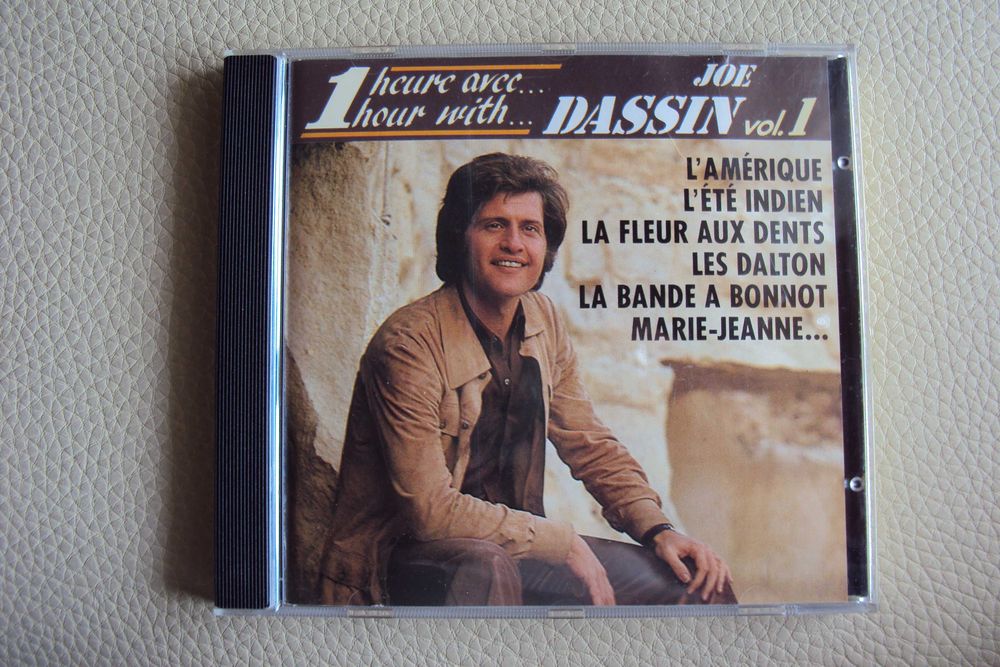 1 heure avec...
1 hour with...
JOE
DASSIN vol.1
L'AMÉRIQUE
L'ÉTÉ INDIEN
LA FLEUR AUX DENTS
LES DALTON
LA BANDE A BONNOT
MARIE-JEANNE...